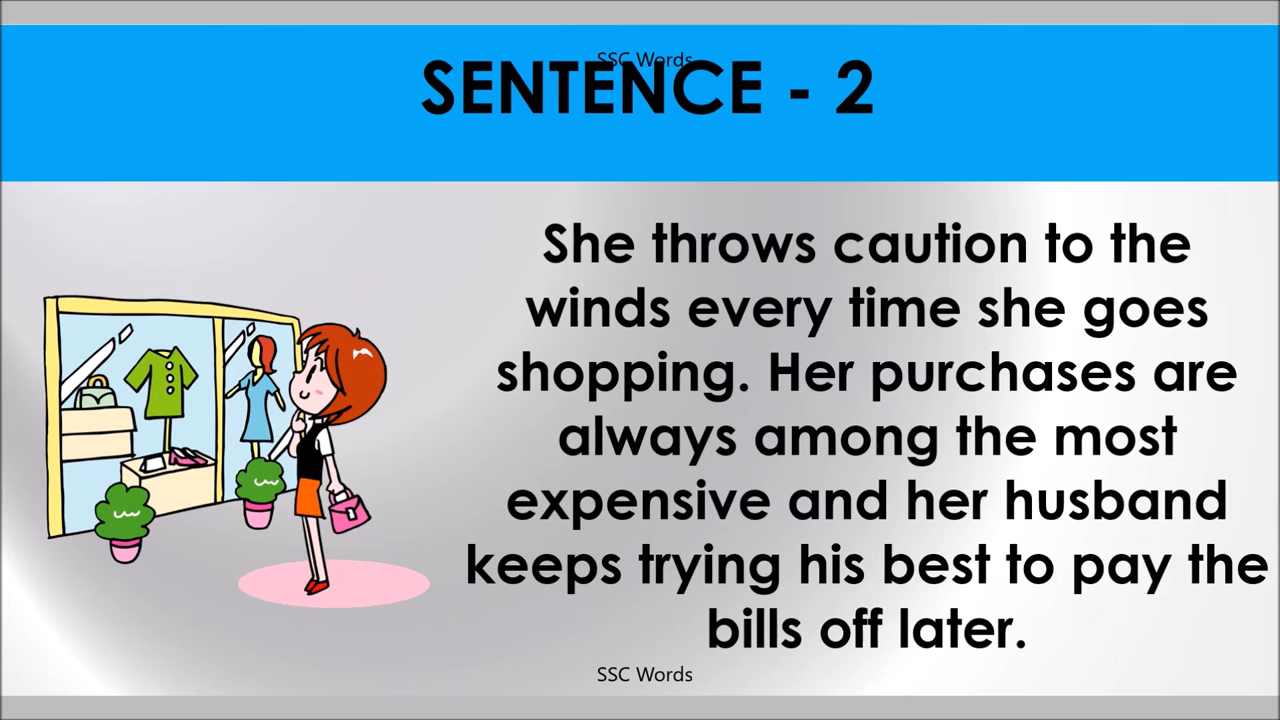 SSC Words
SENTENCE - 2
She throws caution to the
winds every time she goes
shopping. Her purchases are
always among the most
expensive and her husband
keeps trying his best to pay the
bills off later.
SSC Words